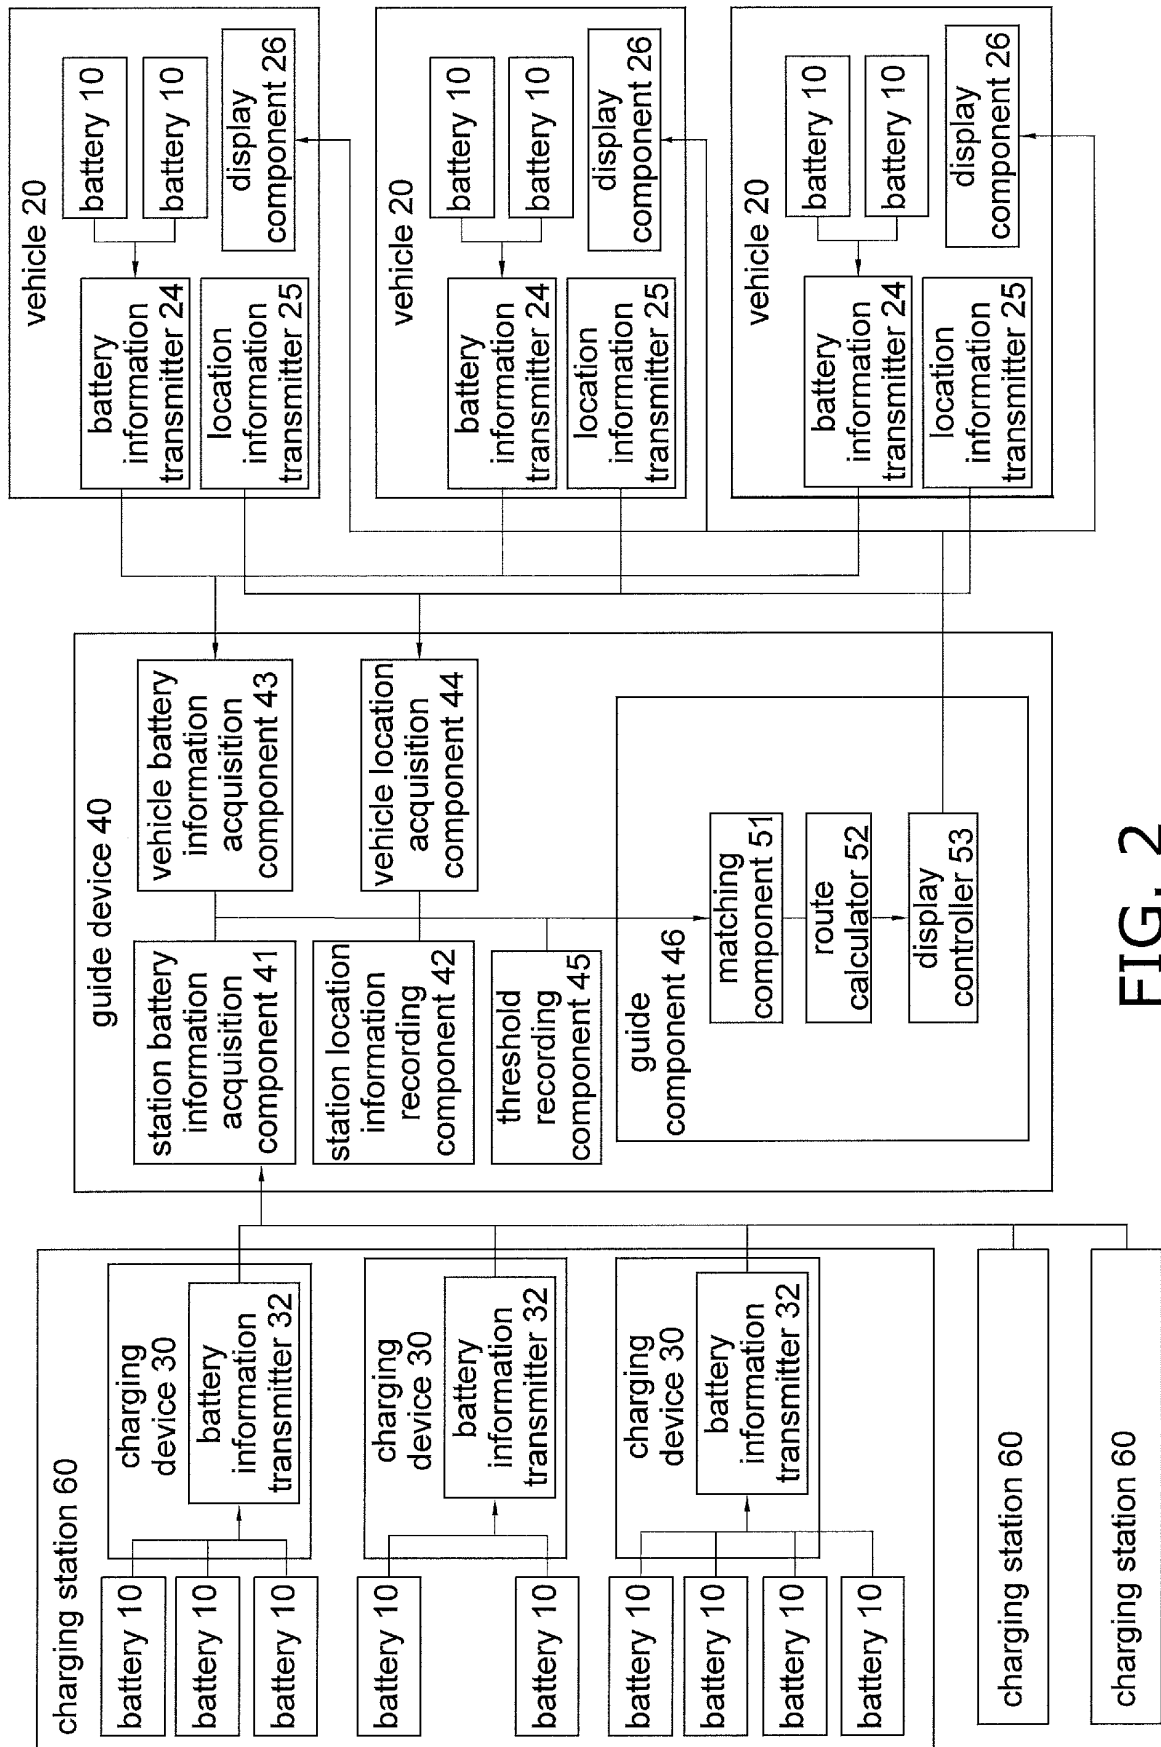 charging station 60
battery 10
battery 10
battery 10
charging
device 30
battery
information
transmitter 32
battery 10
battery 10
charging
device 30
battery
information
transmitter 32
battery 10
battery 10
battery 10
battery 10
charging
device 30
battery
information
transmitter 32
charging station 60
charging station 60
guide device 40
station battery
information
acquisition
component 41
station location
information
recording
component 42
threshold
recording
component 45
vehicle battery
information
acquisition
component 43
vehicle location
acquisition
component 44
guide
component 46
matching
component 51
route
calculator 52
display
controller 53
vehicle 20
battery
information
transmitter 24
location
information
transmitter 25
battery 10
battery 10
display
component 26
vehicle 20
battery
information
transmitter 24
location
information
transmitter 25
battery 10
battery 10
display
component 26
vehicle 20
battery
information
transmitter 24
location
information
transmitter 25
battery 10
battery 10
display
component 26
FIG. 2